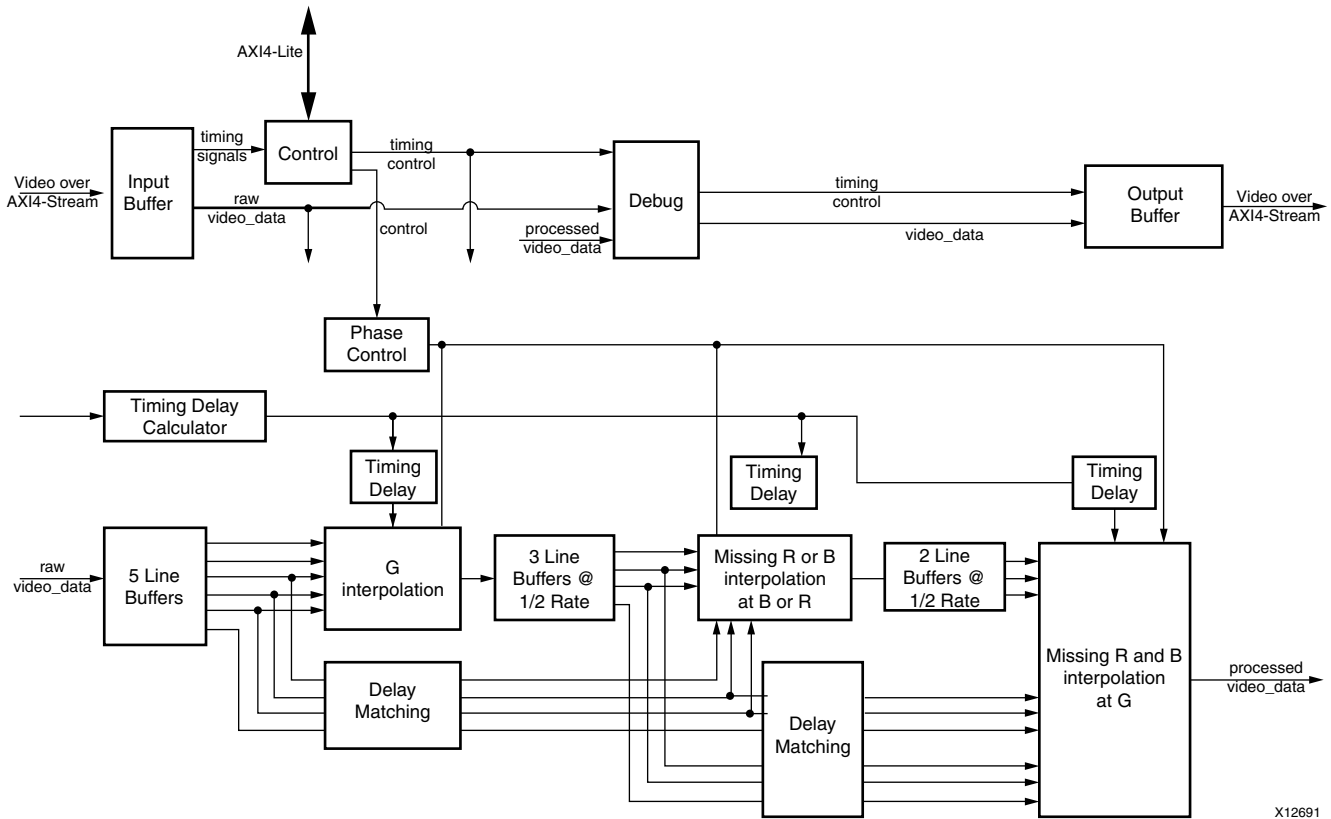 AXI4-Lite
Video over
AXI4-Stream
Input
Buffer
timing
signals
Control
timing
control
raw
video_data
control
processed
video_data
Debug
timing
control
video_data
Output
Buffer
Video over
AXI4-Stream
Phase
Control
Timing Delay
Calculator
Timing
Delay
Timing
Delay
Timing
Delay
raw
video_data
5 Line
Buffers
G
interpolation
3 Line
Buffers @
1/2 Rate
Missing R or B
interpolation
at B or R
2 Line
Buffers @
1/2 Rate
Missing R and B
interpolation
at G
processed
video_data
Delay
Matching
Delay
Matching
X12691